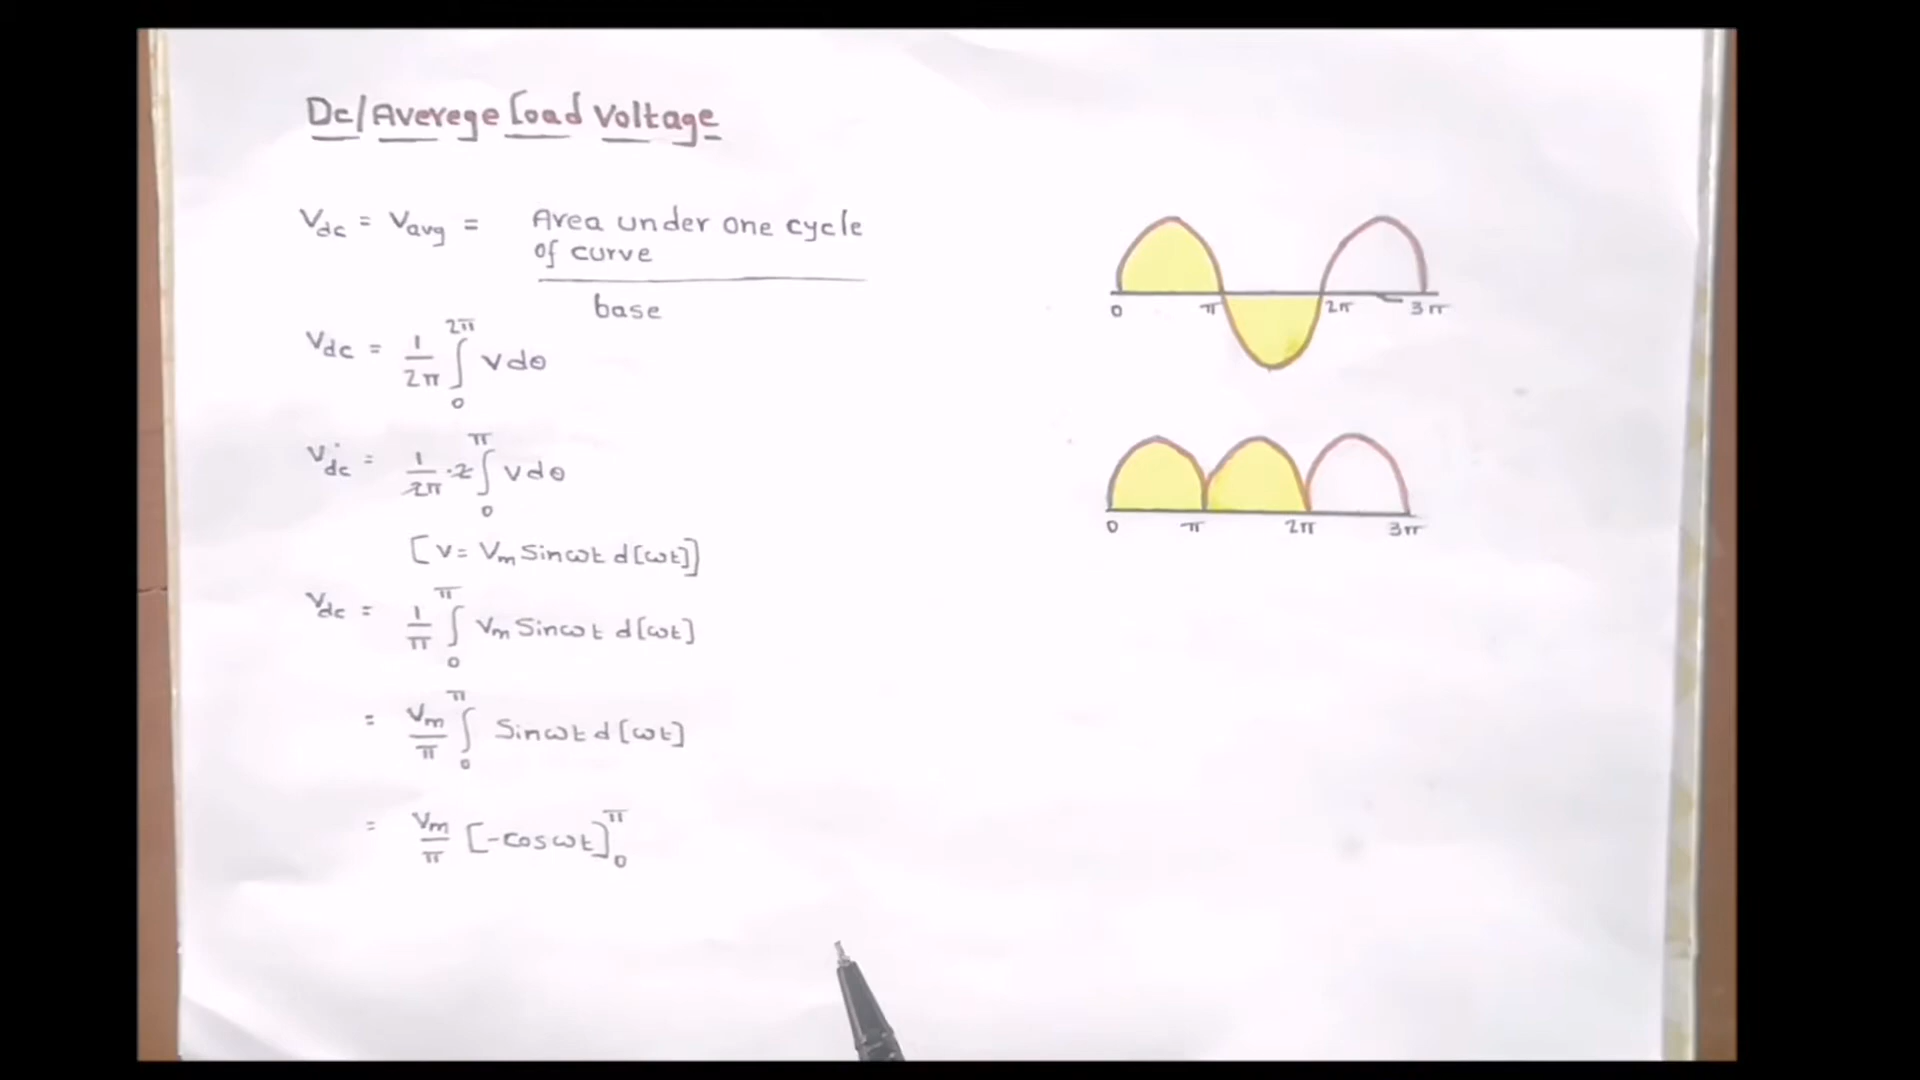 Dc/Averege Load Voltage
Vdc = Vavg = Area under one cycle
of curve
base
Vdc = 1/2π ∫₀^2π v dθ
Vdc = 1/2π · 2 ∫₀^π v dθ
[v = Vm Sinωt d[ωt]]
Vdc = 1/π ∫₀^π Vm Sinωt d[ωt]
= Vm/π ∫₀^π Sinωt d[ωt]
= Vm/π [-cosωt]₀^π
0 π 2π 3π
0 π 2π 3π